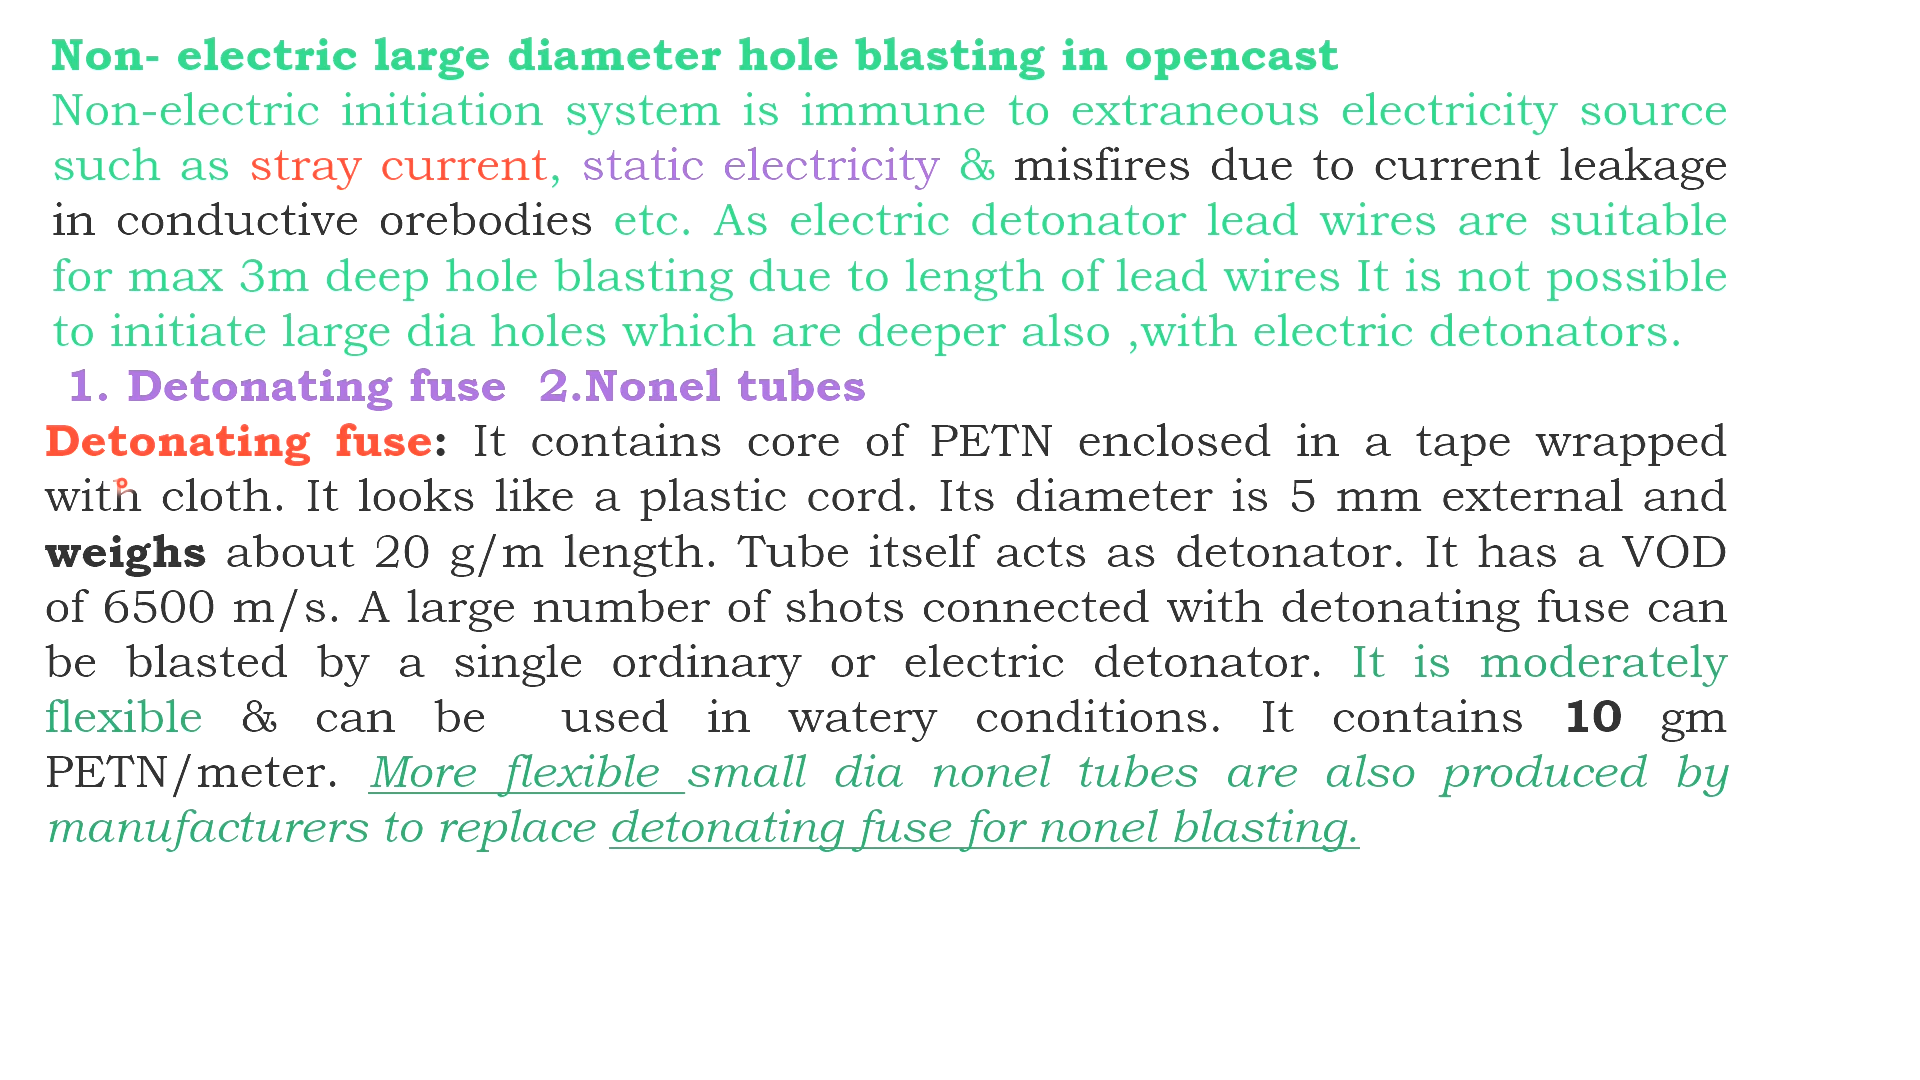 Non- electric large diameter hole blasting in opencast
Non-electric initiation system is immune to extraneous electricity source
such as stray current, static electricity & misfires due to current leakage
in conductive orebodies etc. As electric detonator lead wires are suitable
for max 3m deep hole blasting due to length of lead wires It is not possible
to initiate large dia holes which are deeper also ,with electric detonators.
1. Detonating fuse 2.Nonel tubes
Detonating fuse: It contains core of PETN enclosed in a tape wrapped
with cloth. It looks like a plastic cord. Its diameter is 5 mm external and
weighs about 20 g/m length. Tube itself acts as detonator. It has a VOD
of 6500 m/s. A large number of shots connected with detonating fuse can
be blasted by a single ordinary or electric detonator. It is moderately
flexible & can be used in watery conditions. It contains 10 gm
PETN/meter. More flexible small dia nonel tubes are also produced by
manufacturers to replace detonating fuse for nonel blasting.